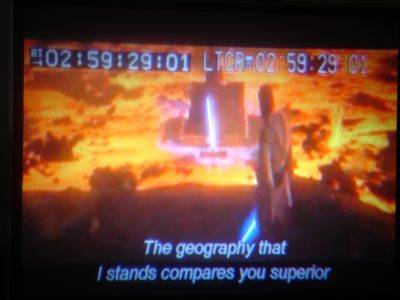 RT 02:59:29:01 LTCR=02:59:29:01
The geography that
I stands compares you superior